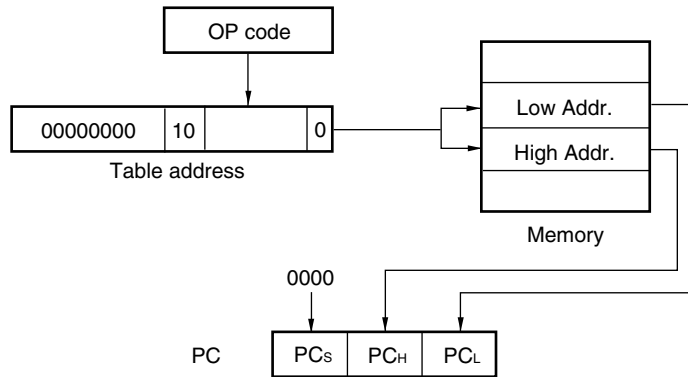 OP code
00000000 10 0
Table address
Low Addr.
High Addr.
Memory
0000
PC PCS PCH PCL